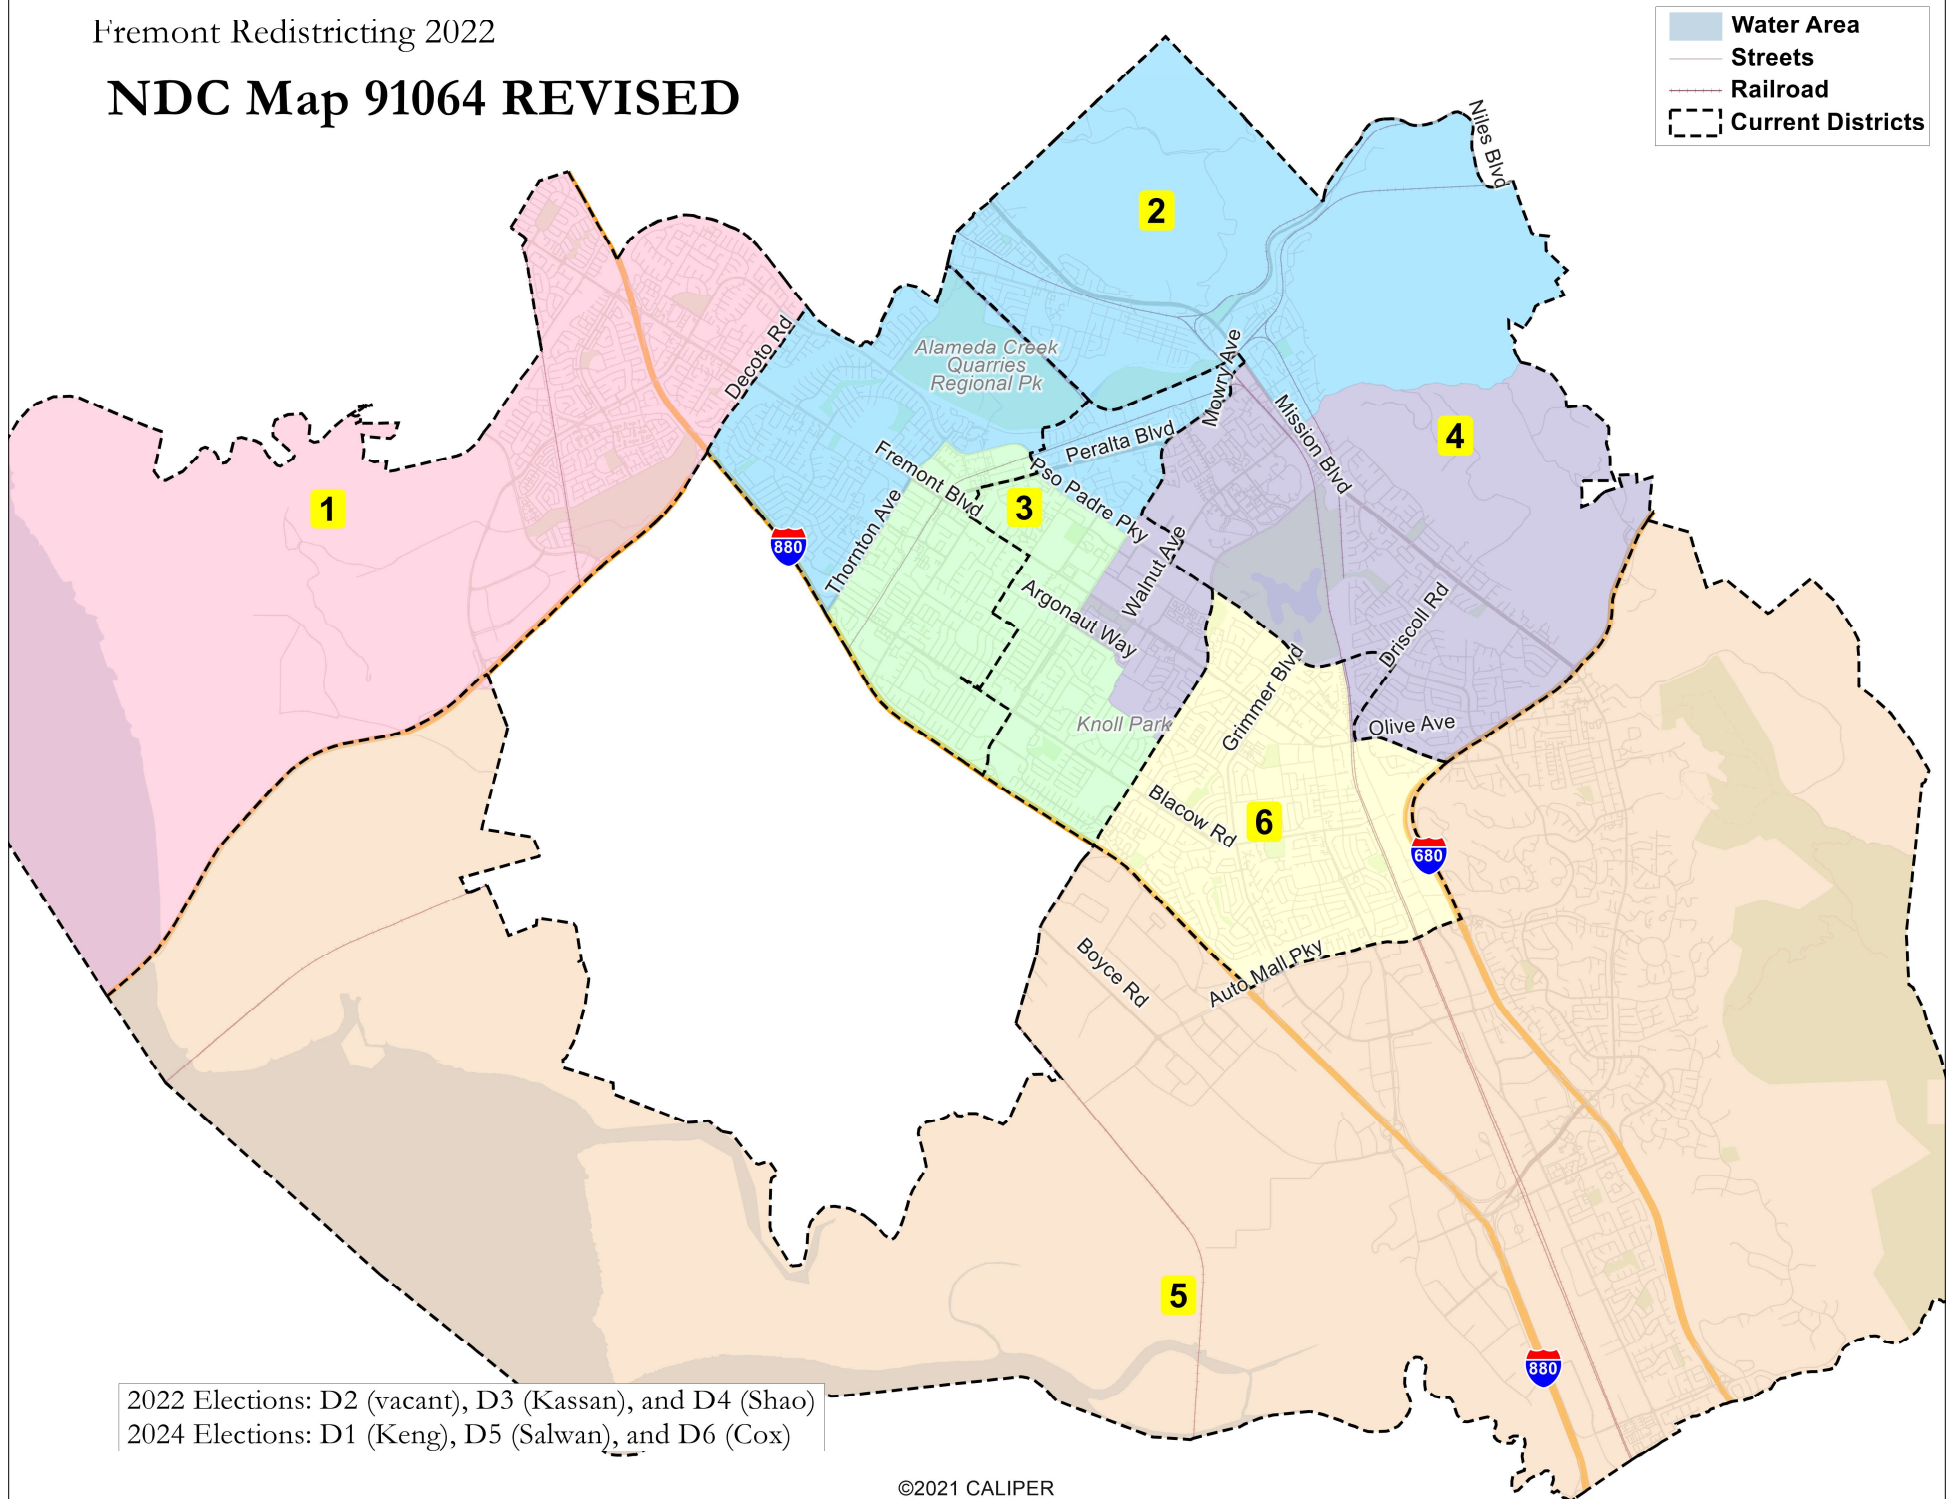 Fremont Redistricting 2022
NDC Map 91064 REVISED
Water Area
Streets
Railroad
Current Districts
Niles Blvd
2
Decoto Rd
Alameda Creek
Quarries
Regional Pk
Mowry Ave
Mission Blvd
4
Peralta Blvd
Fremont Blvd
Pso Padre Pky
1
3
880
Thornton Ave
Walnut Ave
Argonaut Way
Driscoll Rd
Grimmer Blvd
Knoll Park
Olive Ave
Blacow Rd
6
680
Boyce Rd
Auto Mall Pky
5
880
2022 Elections: D2 (vacant), D3 (Kassan), and D4 (Shao)
2024 Elections: D1 (Keng), D5 (Salwan), and D6 (Cox)
©2021 CALIPER